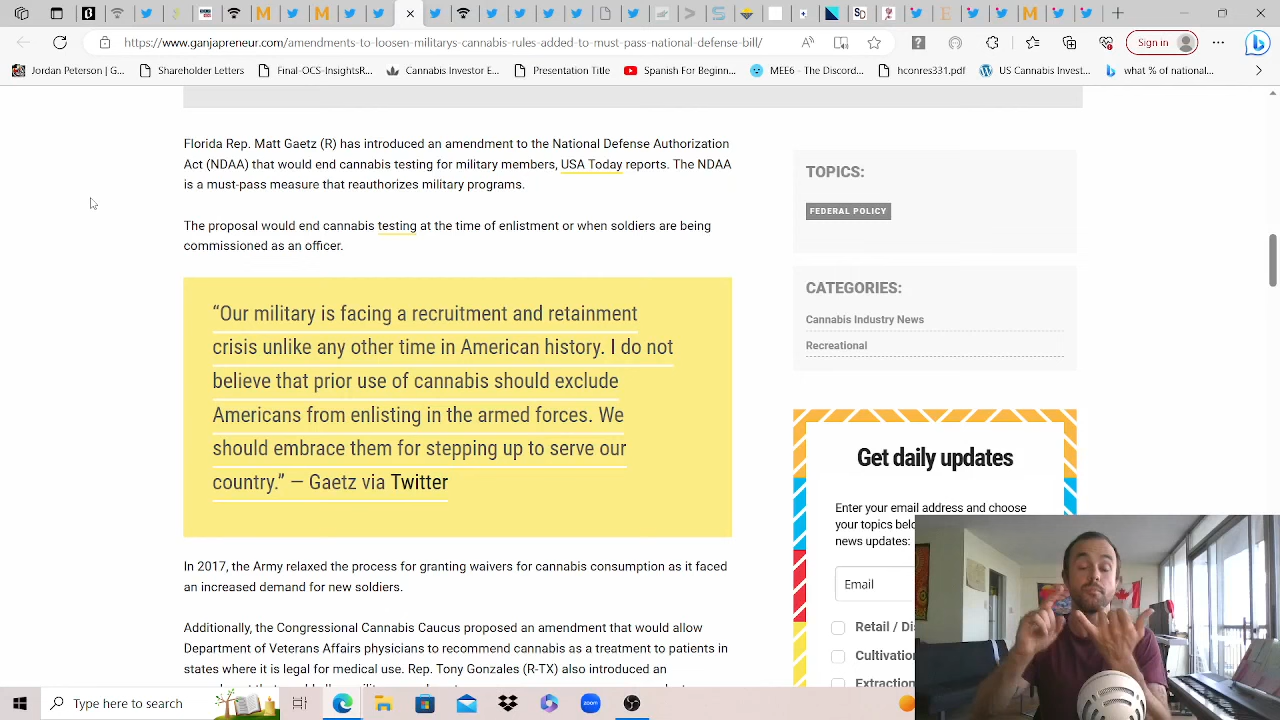 https://www.ganjapreneur.com/amendments-to-loosen-militarys-cannabis-rules-added-to-must-pass-national-defense-bill/
Sign in
Jordan Peterson | G...
Shareholder Letters
Final-OCS-InsightsR...
Cannabis Investor E...
Presentation Title
Spanish For Beginn...
MEE6 - The Discord...
hconres331.pdf
US Cannabis Invest...
what % of national...
Florida Rep. Matt Gaetz (R) has introduced an amendment to the National Defense Authorization
Act (NDAA) that would end cannabis testing for military members, USA Today reports. The NDAA
is a must-pass measure that reauthorizes military programs.
The proposal would end cannabis testing at the time of enlistment or when soldiers are being
commissioned as an officer.
“Our military is facing a recruitment and retainment
crisis unlike any other time in American history. I do not
believe that prior use of cannabis should exclude
Americans from enlisting in the armed forces. We
should embrace them for stepping up to serve our
country.” — Gaetz via Twitter
In 2017, the Army relaxed the process for granting waivers for cannabis consumption as it faced
an increased demand for new soldiers.
Additionally, the Congressional Cannabis Caucus proposed an amendment that would allow
Department of Veterans Affairs physicians to recommend cannabis as a treatment to patients in
states where it is legal for medical use. Rep. Tony Gonzales (R-TX) also introduced an
TOPICS:
FEDERAL POLICY
CATEGORIES:
Cannabis Industry News
Recreational
Get daily updates
Enter your email address and choose
your topics
news updates:
Email
Retail /
Cultivation
Extraction
Type here to search
zoom